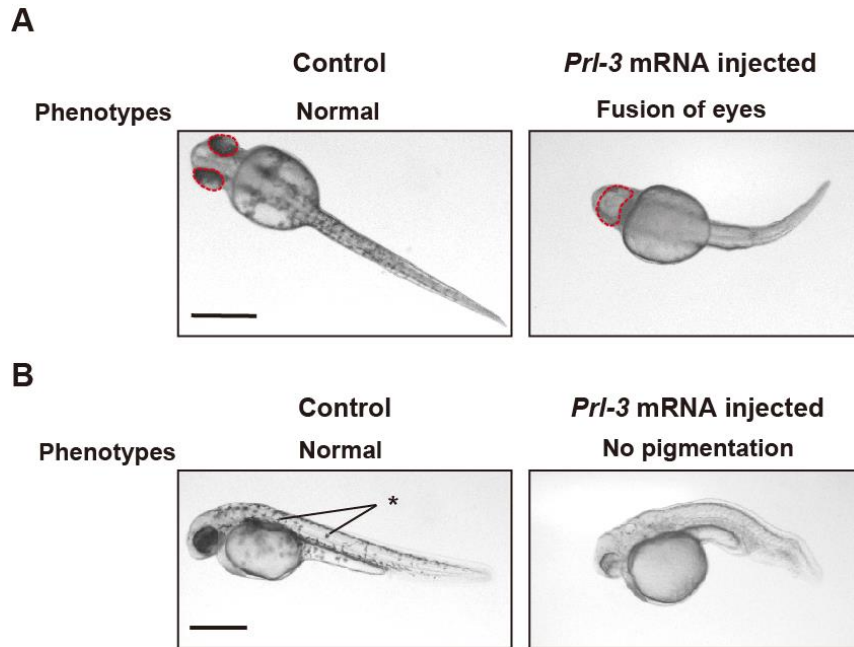 A
Control Prl-3 mRNA injected
Phenotypes Normal Fusion of eyes
B
Control Prl-3 mRNA injected
Phenotypes Normal No pigmentation
*